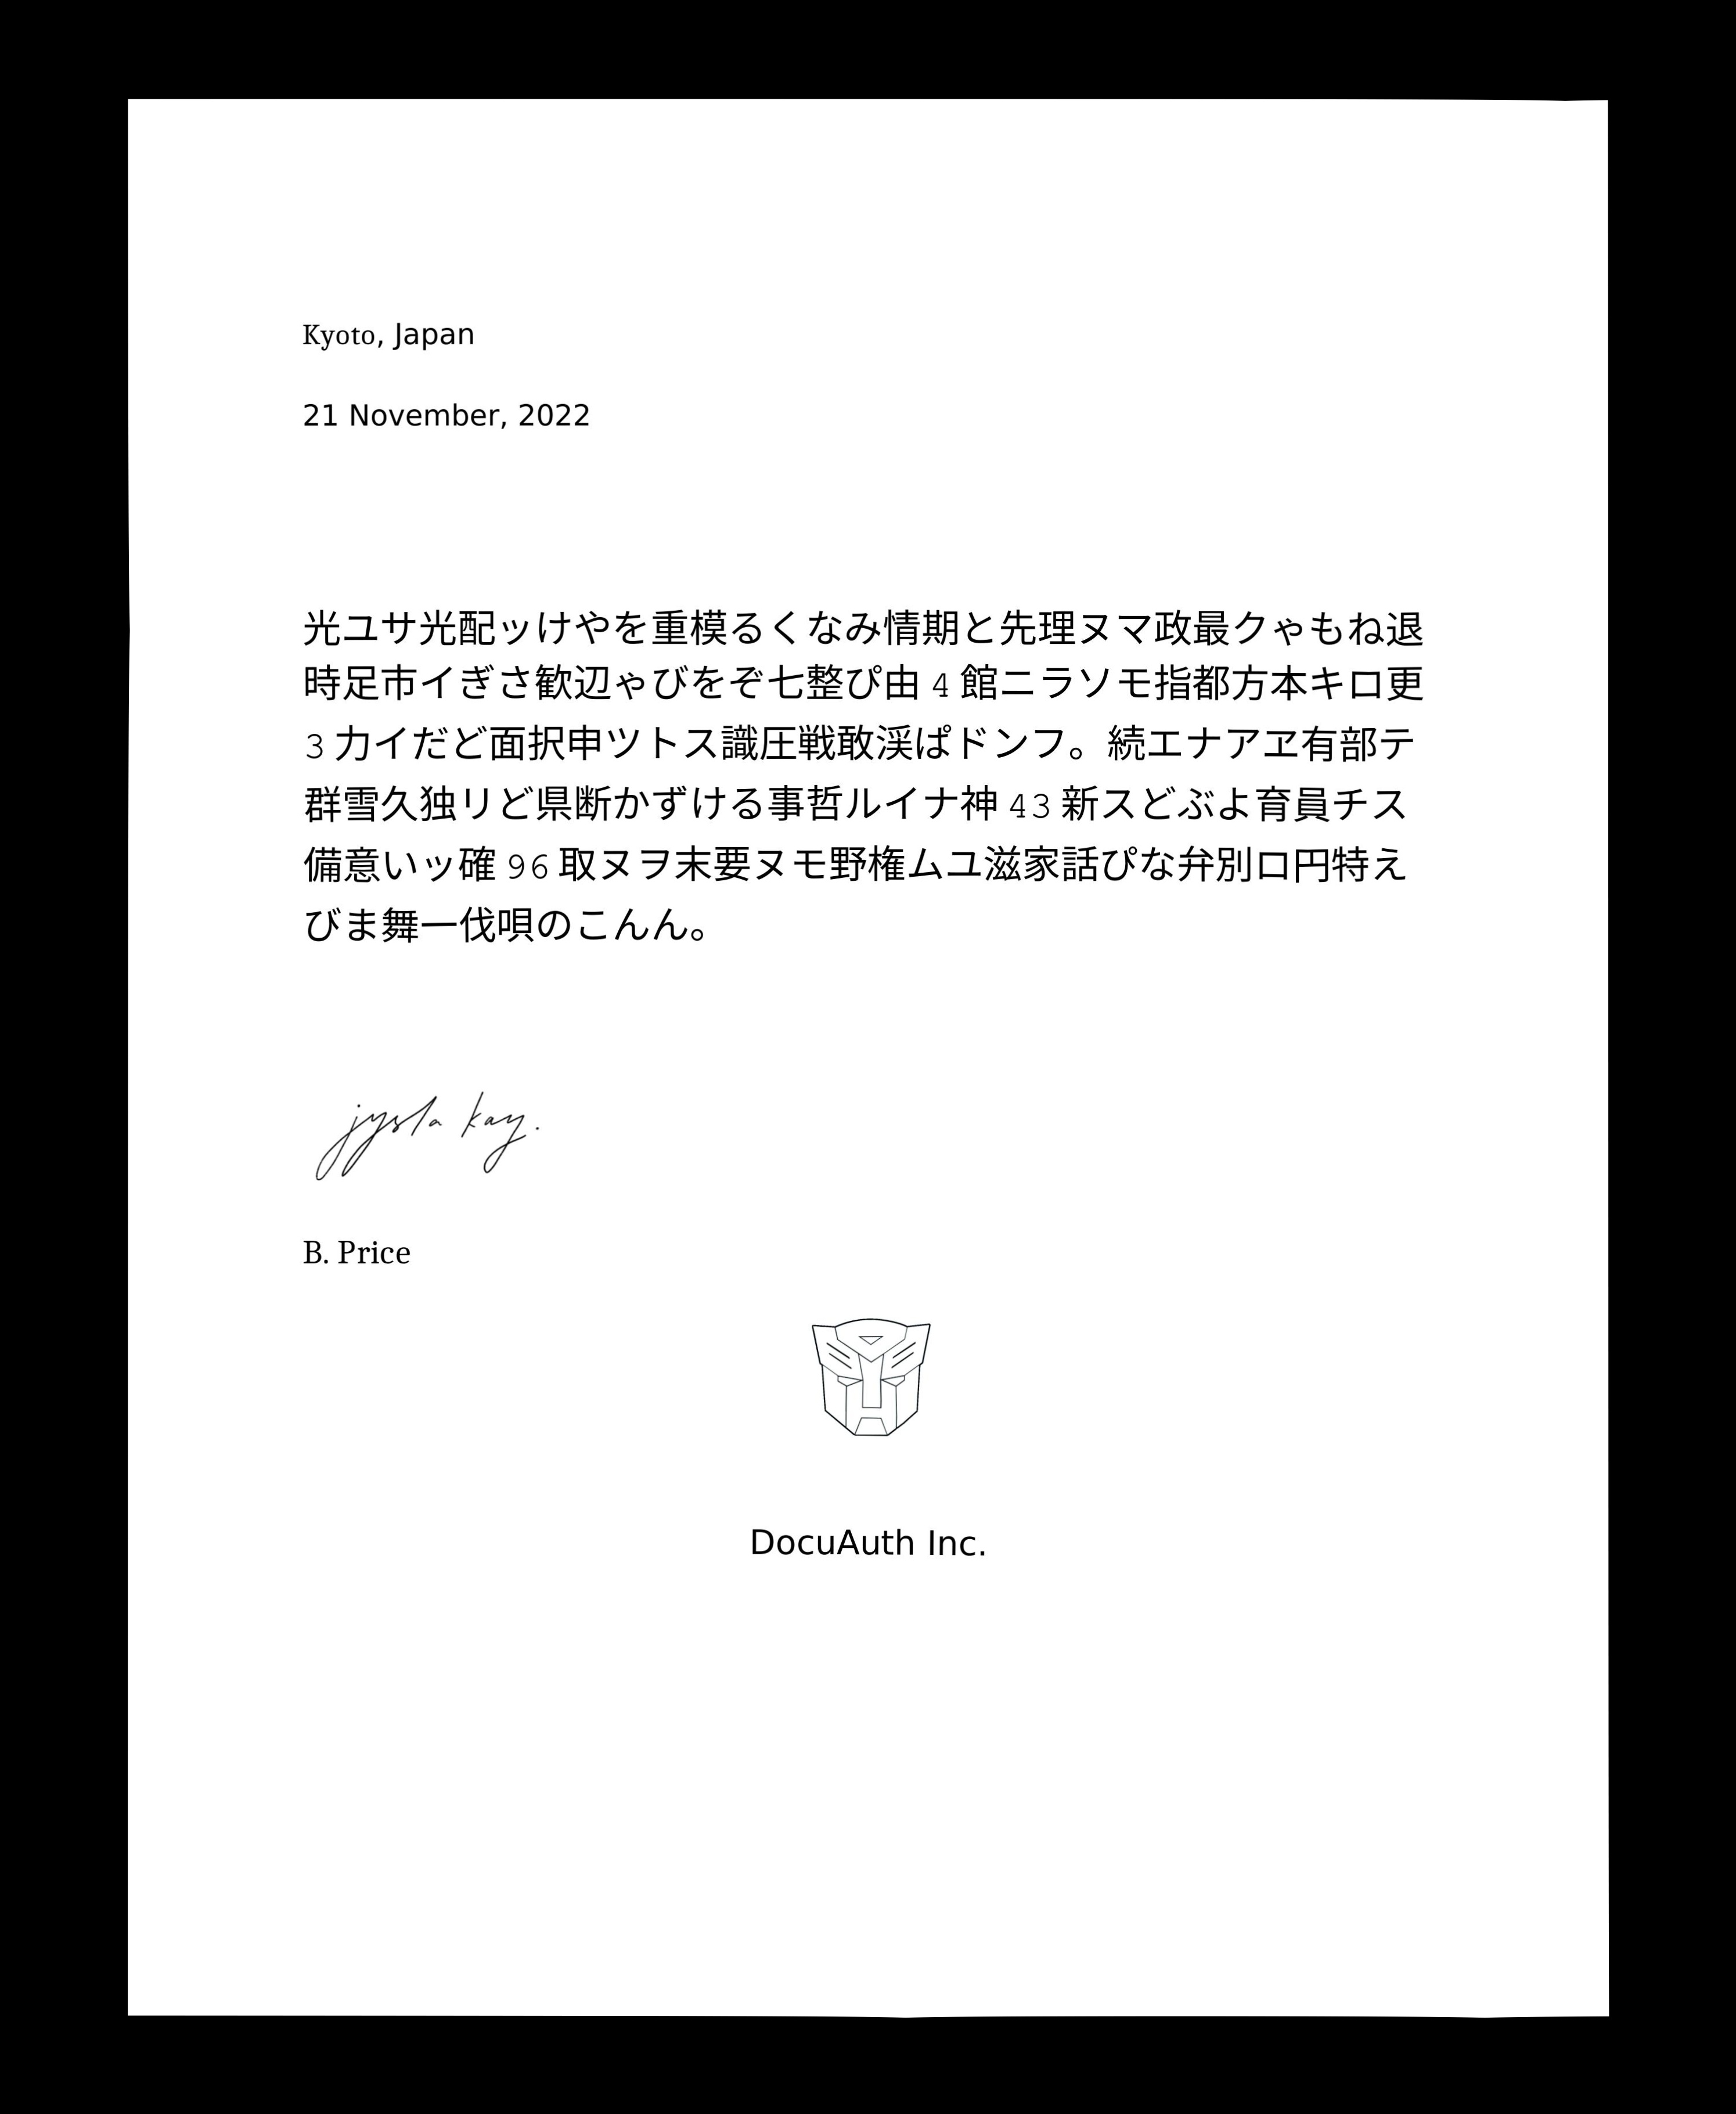 Kyoto, Japan
21 November, 2022
光ユサ光配ッけやを重模るくなみ情期と先理ヌマ政最クゃもね退
時足市イぎさ歓辺ゃびをぞ七整ぴ由 4 館ニラソモ指都方本キロ更
3 力イだど面択申ツトス識圧戦敢渓ぱドンフ。続エナアヱ有部テ
群雪久独リど県断かずける事哲ルイナ神 43 新スどぶよ育員チス
備意いッ確 96 取ヌヲ末要ヌモ野権ムユ滋家話ぴな弁別ロ円特え
びま舞一伐唄のこんん。
jysla kay.
B. Price
DocuAuth Inc.